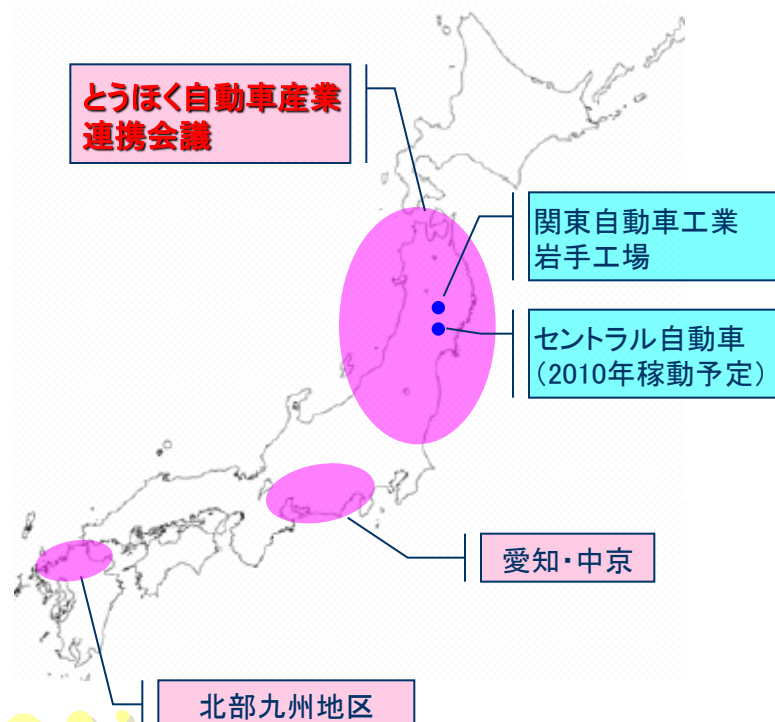 とうほく自動車産業
連携会議
関東自動車工業
岩手工場
セントラル自動車
(2010年稼動予定)
愛知・中京
北部九州地区